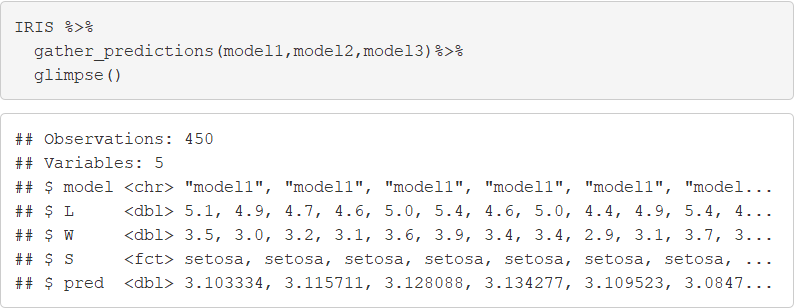 IRIS %>%
  gather_predictions(model1,model2,model3)%>%
  glimpse()
## Observations: 450
## Variables: 5
## $ model <chr> "model1", "model1", "model1", "model1", "model1", "model...
## $ L     <dbl> 5.1, 4.9, 4.7, 4.6, 5.0, 5.4, 4.6, 5.0, 4.4, 4.9, 5.4, 4...
## $ W     <dbl> 3.5, 3.0, 3.2, 3.1, 3.6, 3.9, 3.4, 3.4, 2.9, 3.1, 3.7, 3...
## $ S     <fct> setosa, setosa, setosa, setosa, setosa, setosa, setosa, ...
## $ pred  <dbl> 3.103334, 3.115711, 3.128088, 3.134277, 3.109523, 3.0847...